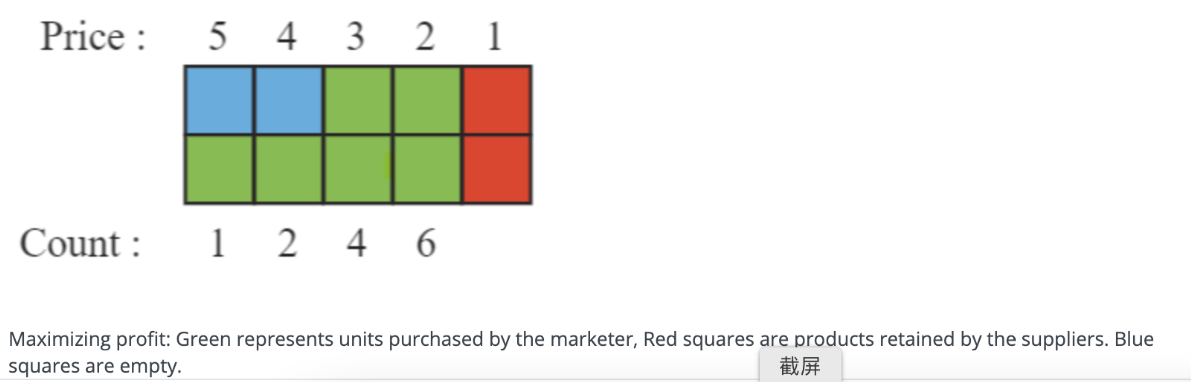 Price : 5 4 3 2 1
Count : 1 2 4 6
Maximizing profit: Green represents units purchased by the marketer, Red squares are products retained by the suppliers. Blue
squares are empty.
截屏